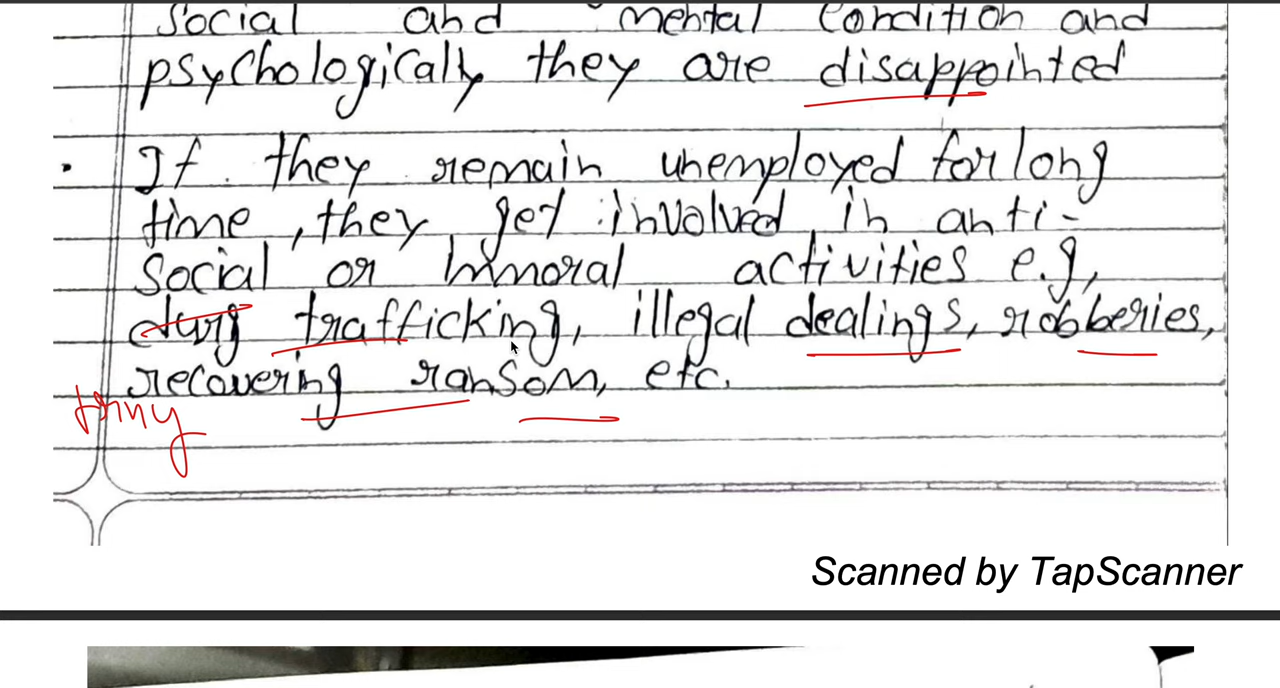 social and mental condition and
psychologically they are disappointed
. If they remain unemployed for long
time, they get involved in anti-
social or immoral activities e.g,
durg trafficking, illegal dealings, robberies,
recovering ransom, etc.
Scanned by TapScanner